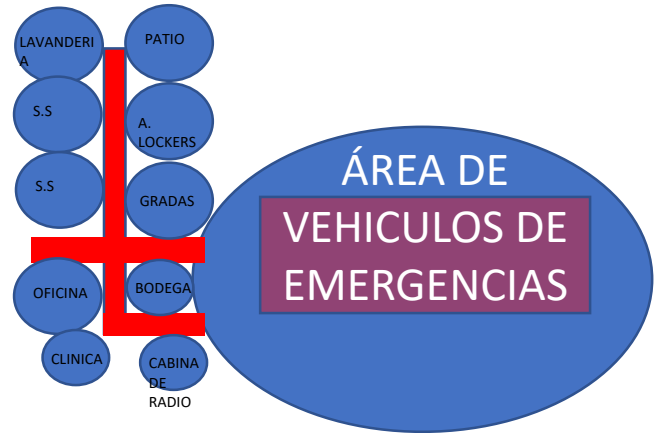 LAVANDERI
A
PATIO
S.S
A.
LOCKERS
S.S
GRADAS
ÁREA DE
VEHICULOS DE
EMERGENCIAS
OFICINA
BODEGA
CLINICA
CABINA
DE
RADIO